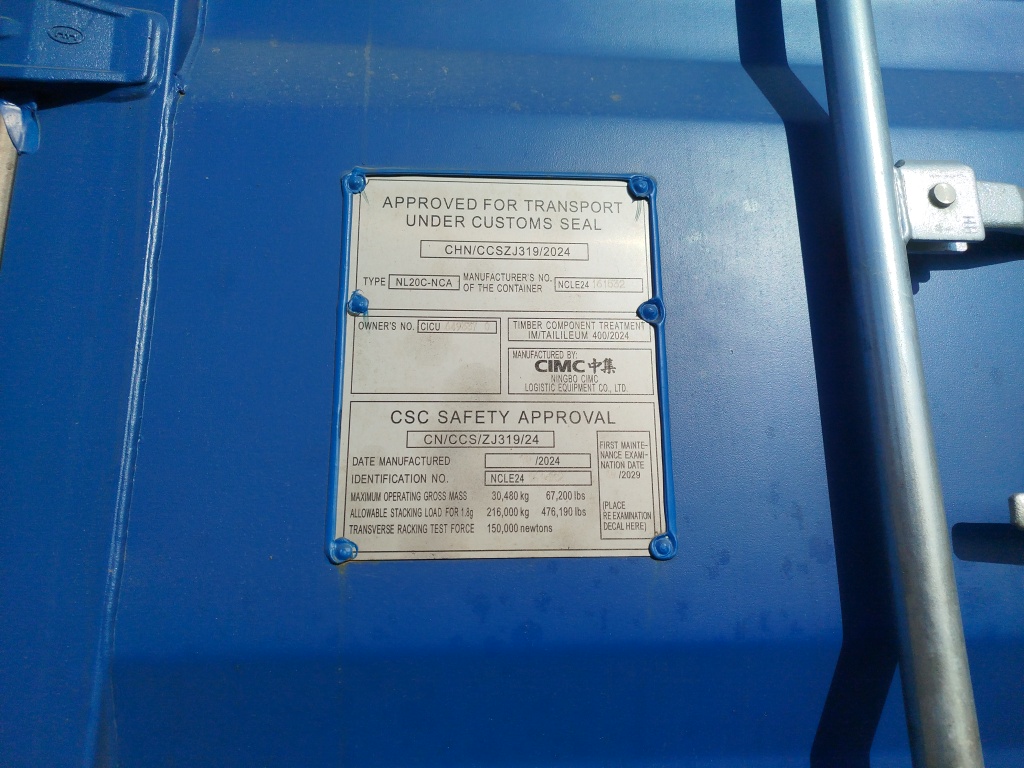 APPROVED FOR TRANSPORT
UNDER CUSTOMS SEAL
CHN/CCSZJ319/2024
TYPE NL20C-NCA MANUFACTURER'S NO. OF THE CONTAINER NCLE24
OWNER'S NO. CICU
TIMBER COMPONENT TREATMENT
IM/TAILILEUM 400/2024
MANUFACTURED BY:
CIMC 中集
NINGBO CIMC
LOGISTIC EQUIPMENT CO., LTD.
CSC SAFETY APPROVAL
CN/CCS/ZJ319/24
DATE MANUFACTURED /2024
IDENTIFICATION NO. NCLE24
MAXIMUM OPERATING GROSS MASS 30,480 kg 67,200 lbs
ALLOWABLE STACKING LOAD FOR 1.8g 216,000 kg 476,190 lbs
TRANSVERSE RACKING TEST FORCE 150,000 newtons
FIRST MAINTE-
NANCE EXAMI-
NATION DATE
/2029
(PLACE
RE EXAMINATION
DECAL HERE)